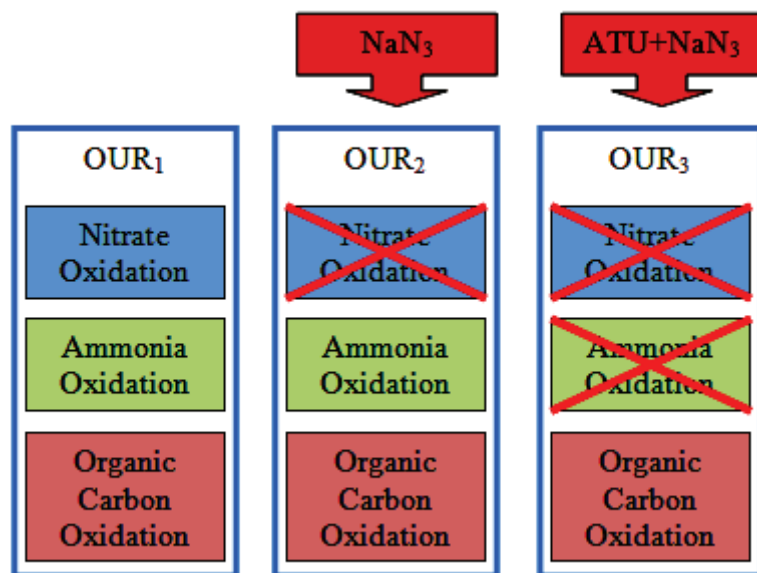 NaN₃
ATU+NaN₃
OUR₁
Nitrate
Oxidation
Ammonia
Oxidation
Organic
Carbon
Oxidation
OUR₂
Nitrate
Oxidation
Ammonia
Oxidation
Organic
Carbon
Oxidation
OUR₃
Nitrate
Oxidation
Ammonia
Oxidation
Organic
Carbon
Oxidation